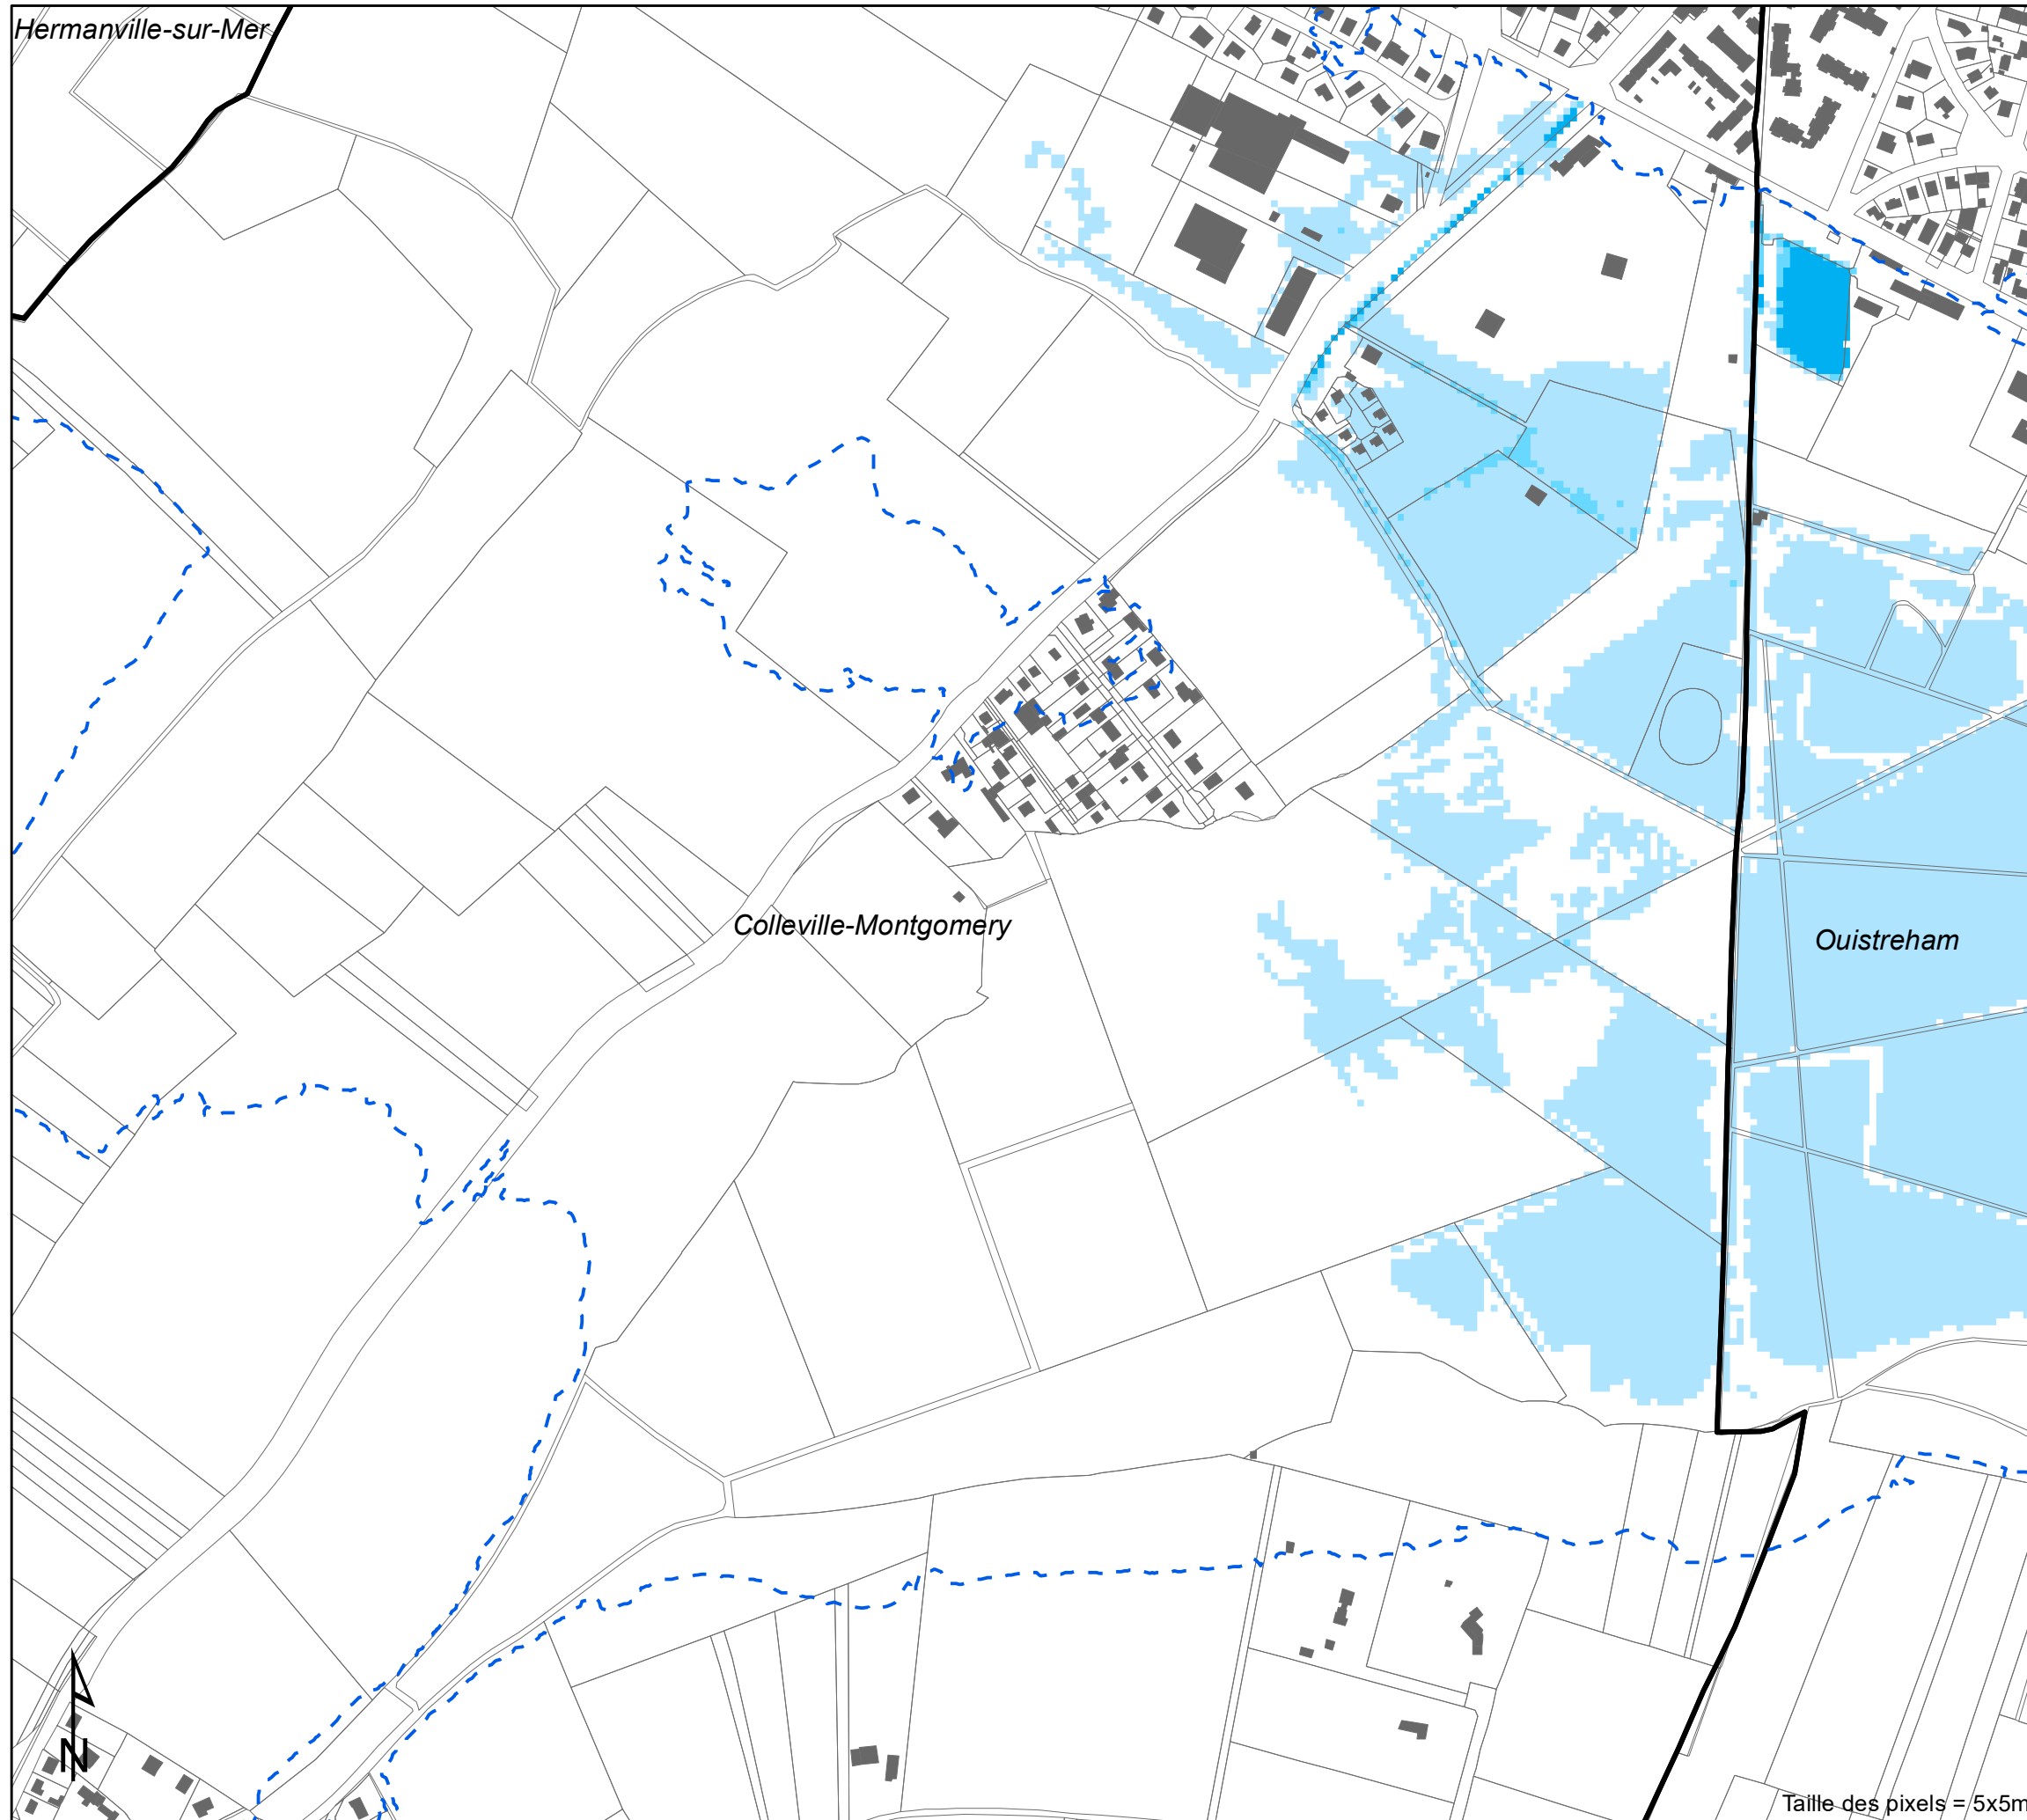 Hermanville-sur-Mer
Colleville-Montgomery
Ouistreham
N
Taille des pixels = 5x5m